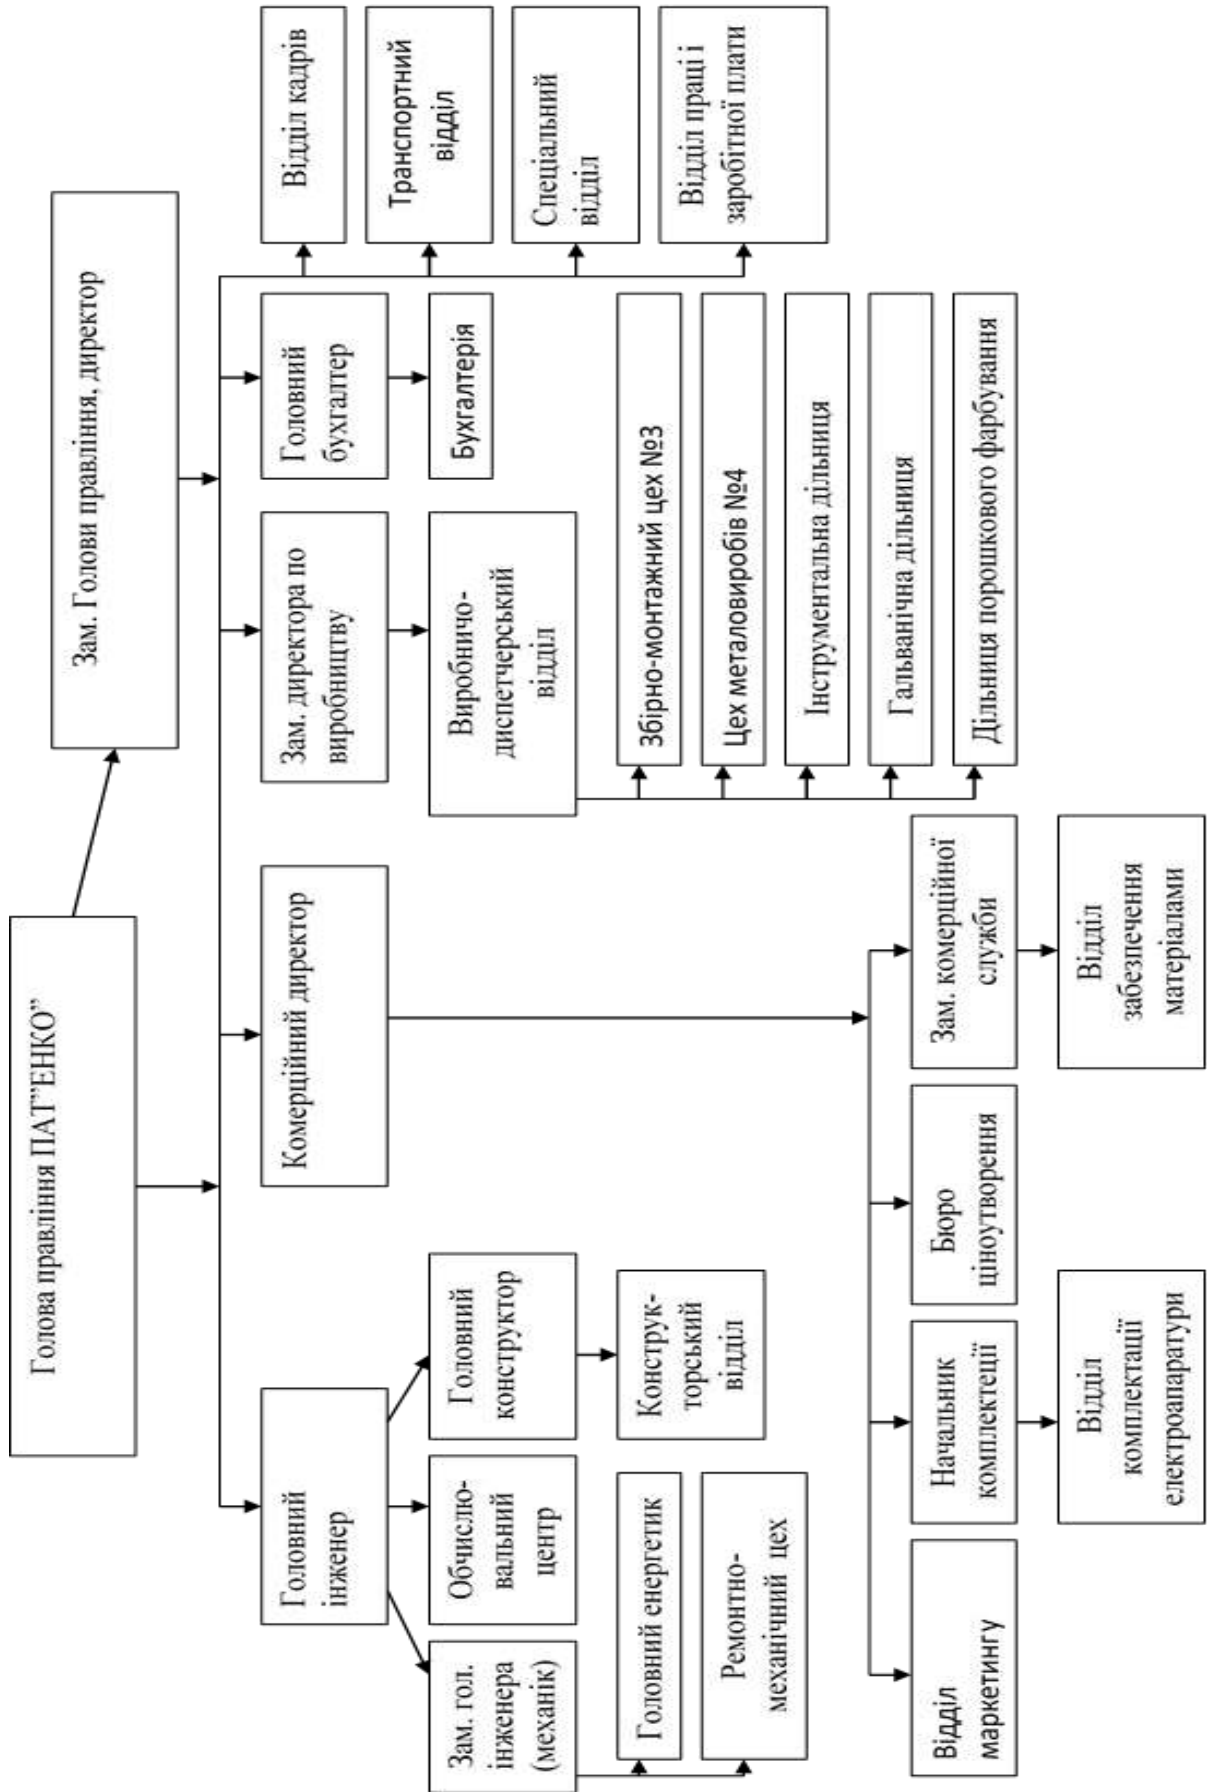 Голова правління ПАТ”ЕНКО”
Зам. Голови правління, директор
Головний
інженер
Комерційний директор
Зам. директора по
виробництву
Головний
бухгалтер
Відділ кадрів
Транспортний
відділ
Спеціальний
відділ
Відділ праці і
заробітної плати
Зам. гол.
інженера
(механік)
Обчислю-
вальний
центр
Головний
конструктор
Виробничо-
диспетчерський
відділ
Бухгалтерія
Головний енергетик
Ремонтно-
механічний цех
Конструк-
торський
відділ
Збірно-монтажний цех №3
Цех металовиробів №4
Інструментальна дільниця
Гальванічна дільниця
Дільниця порошкового фарбування
Відділ
маркетингу
Начальник
комплектеції
Бюро
ціноутворення
Зам. комерційної
служби
Відділ
комплектації
електроапаратури
Відділ
забезпечення
матеріалами